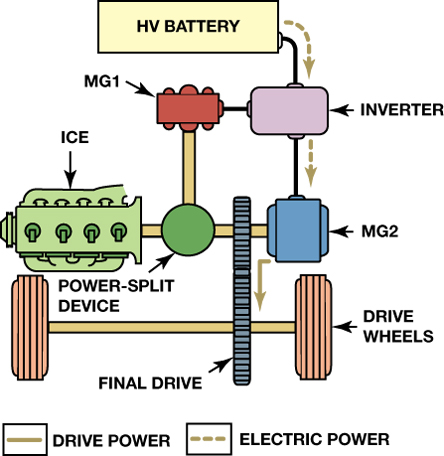 HV BATTERY
MG1
INVERTER
ICE
MG2
POWER-SPLIT
DEVICE
DRIVE
WHEELS
FINAL DRIVE
DRIVE POWER
ELECTRIC POWER